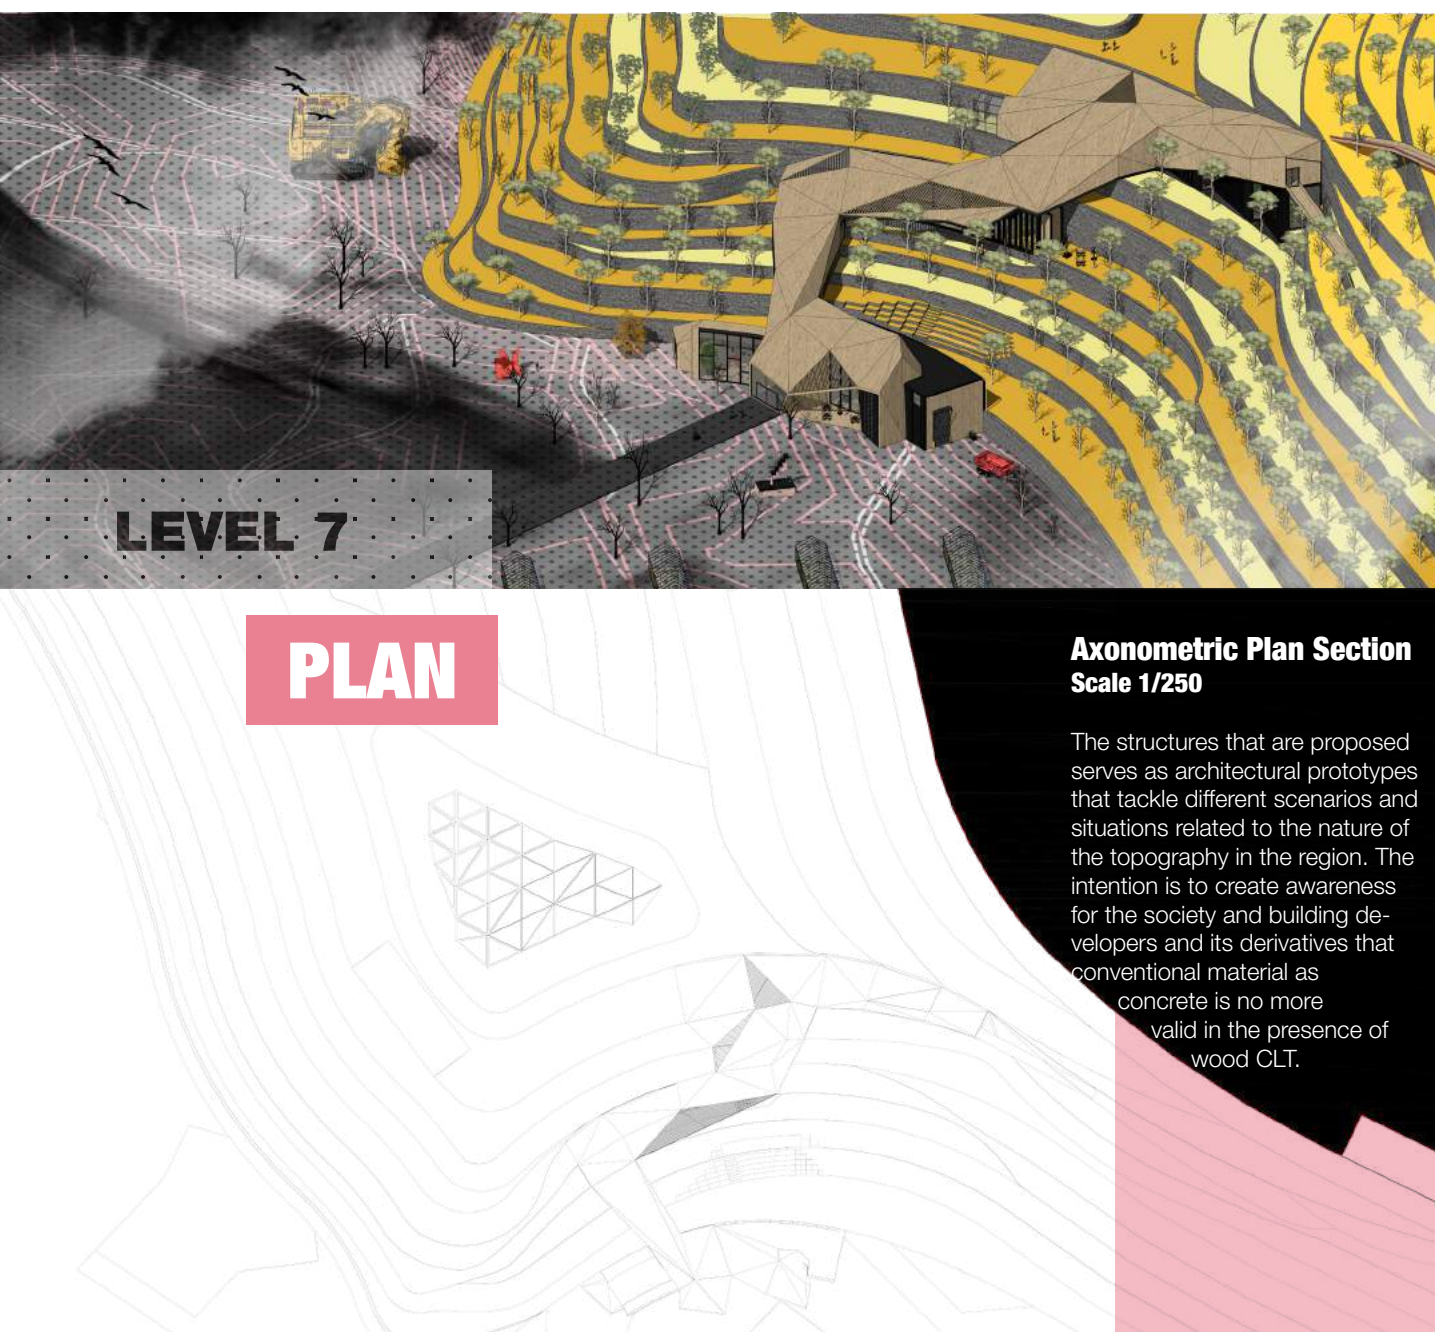 LEVEL 7
PLAN
Axonometric Plan Section
Scale 1/250
The structures that are proposed
serves as architectural prototypes
that tackle different scenarios and
situations related to the nature of
the topography in the region. The
intention is to create awareness
for the society and building de-
velopers and its derivatives that
conventional material as
concrete is no more
valid in the presence of
wood CLT.